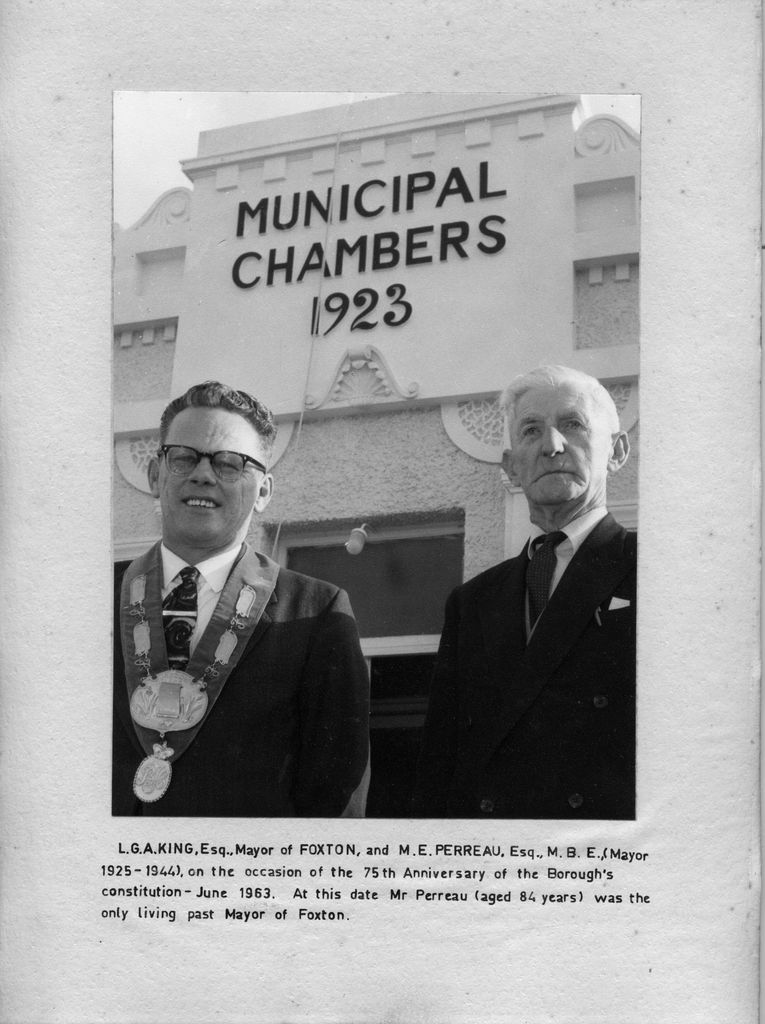 MUNICIPAL
CHAMBERS
1923
L.G.A.KING, Esq., Mayor of FOXTON, and M.E. PERREAU, Esq., M. B. E.,(Mayor
1925-1944), on the occasion of the 75th Anniversary of the Borough's
constitution- June 1963. At this date Mr Perreau (aged 84 years) was the
only living past Mayor of Foxton.